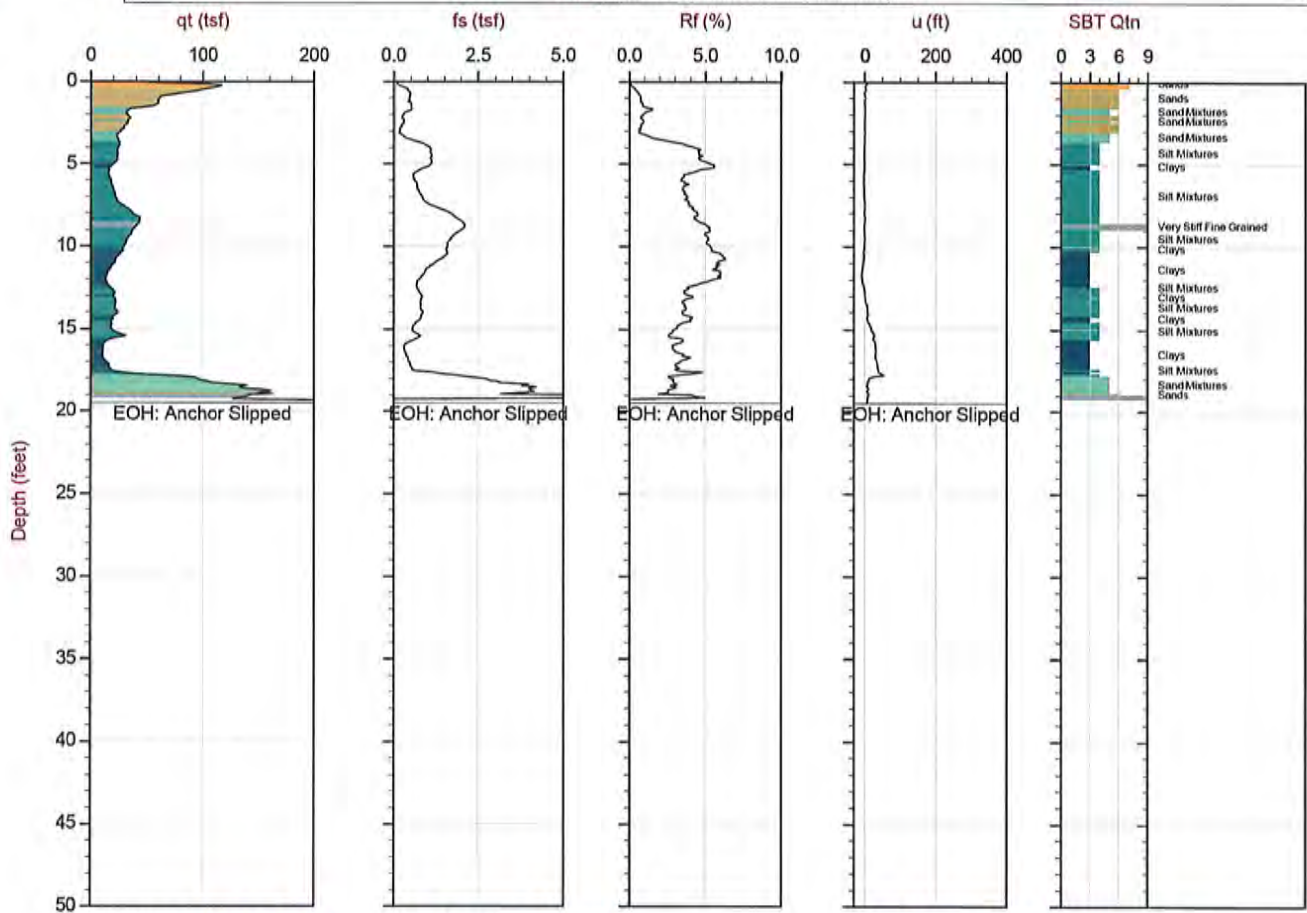 qt (tsf) fs (tsf) Rf (%) u (ft) SBT Qtn
0 100 200 0.0 2.5 5.0 0.0 5.0 10.0 0 200 400 0 3 6 9
0
Sands
Sands
Sand Mixtures
Sand Mixtures
Sand Mixtures
Silt Mixtures
5
Clays
Silt Mixtures
Very Stiff Fine Grained
Silt Mixtures
10
Clays
Clays
Silt Mixtures
Clays
Silt Mixtures
Clays
15
Silt Mixtures
Clays
Silt Mixtures
Sand Mixtures
Sands
20
EOH: Anchor Slipped EOH: Anchor Slipped EOH: Anchor Slipped EOH: Anchor Slipped
Depth (feet)
25
30
35
40
45
50